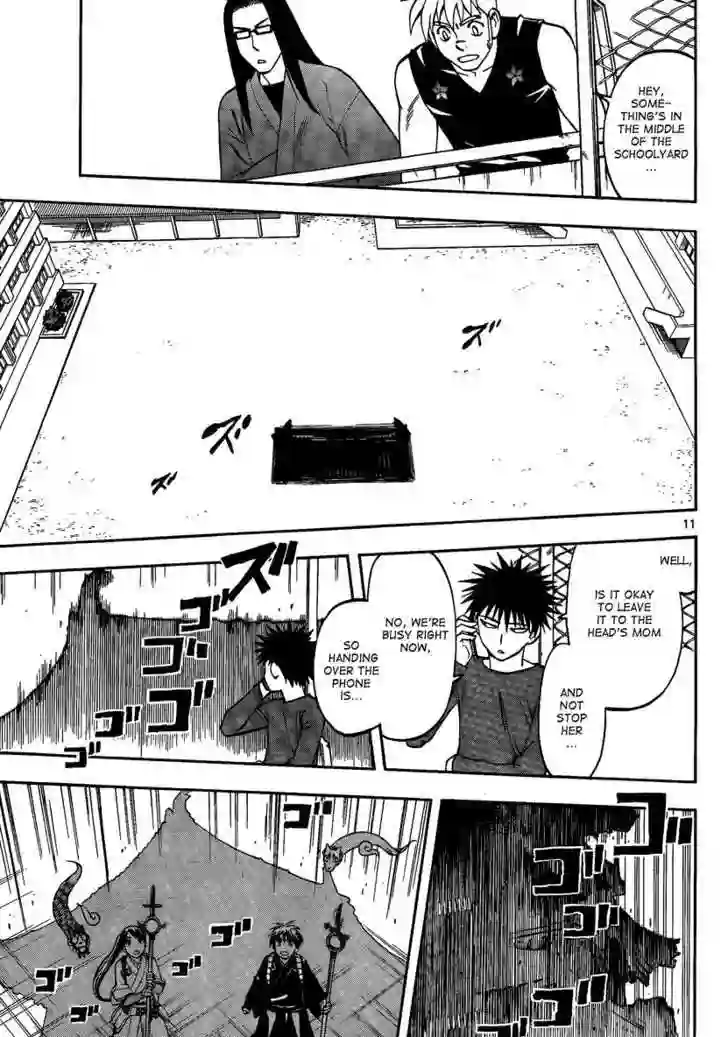 HEY,
SOME-
THING'S IN
THE MIDDLE
OF THE
SCHOOLYARD
...
ズ
ズ
ズ
11
WELL,
IS IT OKAY
TO LEAVE
IT TO THE
HEAD'S MOM
AND
NOT
STOP
HER
...
NO, WE'RE
BUSY RIGHT
NOW,
SO
HANDING
OVER THE
PHONE
IS...
ズ
ゴ
ゴ
ゴ
ゴ
ゴ
ゴ
ゴ
ゴ
ゴ
ゴ
ゴ
ゴ
ゴ
ゴ